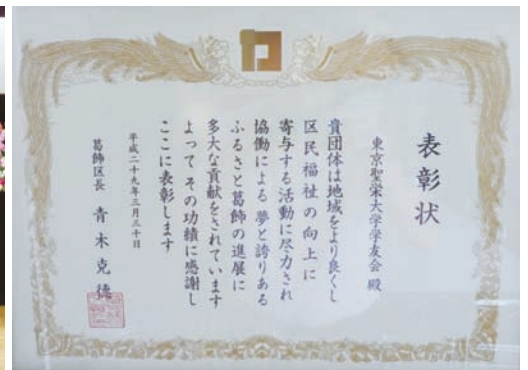 表彰状
東京聖栄大学学友会 殿
貴団体は地域をより良くし
区民福祉の向上に
寄与する活動に尽力され
協働による 夢と誇りある
ふるさと葛飾の進展に
多大な貢献をされています
よって その功績に感謝し
ここに表彰します
平成二十九年三月三十日
葛飾区長 青木克德